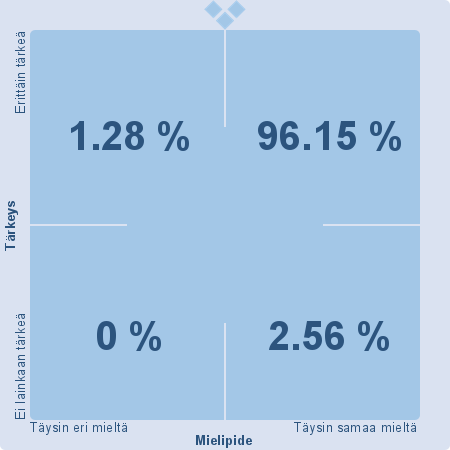 Erittäin tärkeä
1.28 %
96.15 %
Tärkeys
Ei lainkaan tärkeä
0 %
2.56 %
Täysin eri mieltä
Täysin samaa mieltä
Mielipide